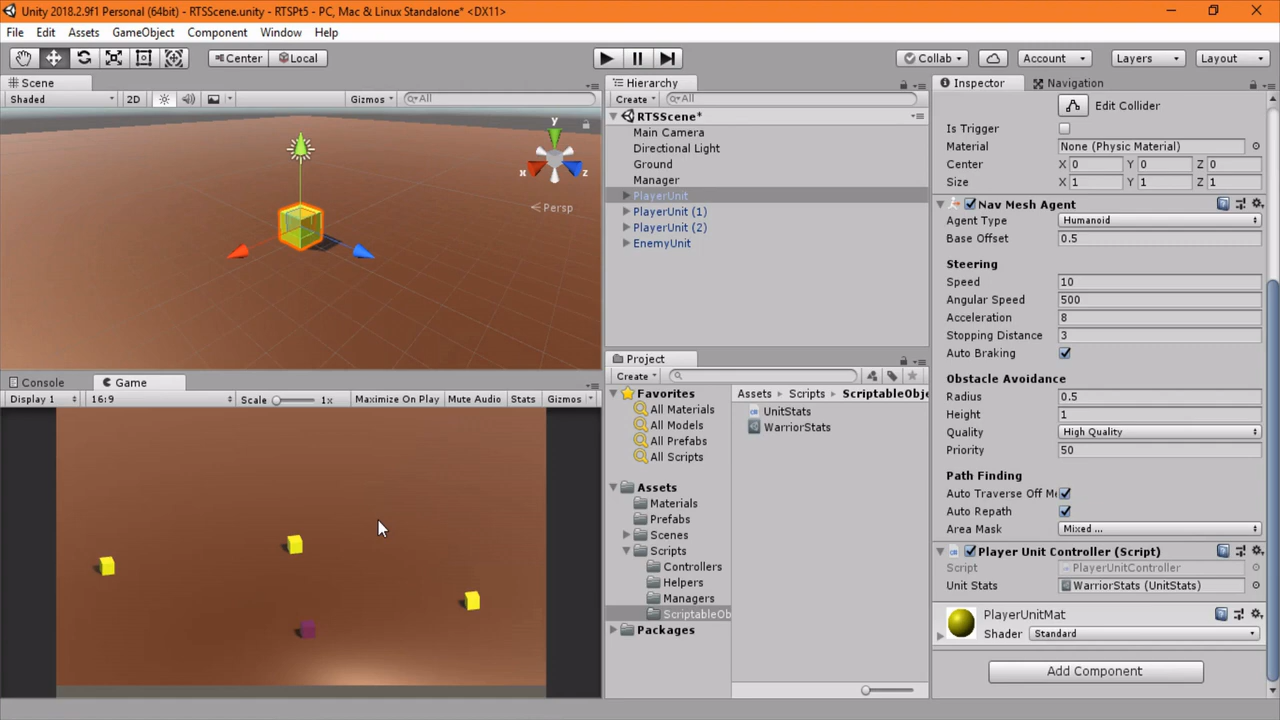 Unity 2018.2.9f1 Personal (64bit) - RTSScene.unity - RTSPt5 - PC, Mac & Linux Standalone* <DX11>
File Edit Assets GameObject Component Window Help
Center Local Collab Account Layers Layout
Scene
Shaded 2D Gizmos All
y
x
z
Persp
Console Game
Display 1 16:9 Scale 1x Maximize On Play Mute Audio Stats Gizmos
Hierarchy
Create All
RTSScene*
Main Camera
Directional Light
Ground
Manager
PlayerUnit
PlayerUnit (1)
PlayerUnit (2)
EnemyUnit
Project
Create
Favorites
All Materials
All Models
All Prefabs
All Scripts
Assets
Materials
Prefabs
Scenes
Scripts
Controllers
Helpers
Managers
ScriptableOb
Packages
Assets Scripts ScriptableObje
UnitStats
WarriorStats
Inspector Navigation
Edit Collider
Is Trigger
Material None (Physic Material)
Center X 0 Y 0 Z 0
Size X 1 Y 1 Z 1
Nav Mesh Agent
Agent Type Humanoid
Base Offset 0.5
Steering
Speed 10
Angular Speed 500
Acceleration 8
Stopping Distance 3
Auto Braking
Obstacle Avoidance
Radius 0.5
Height 1
Quality High Quality
Priority 50
Path Finding
Auto Traverse Off Me
Auto Repath
Area Mask Mixed ...
Player Unit Controller (Script)
Script PlayerUnitController
Unit Stats WarriorStats (UnitStats)
PlayerUnitMat
Shader Standard
Add Component